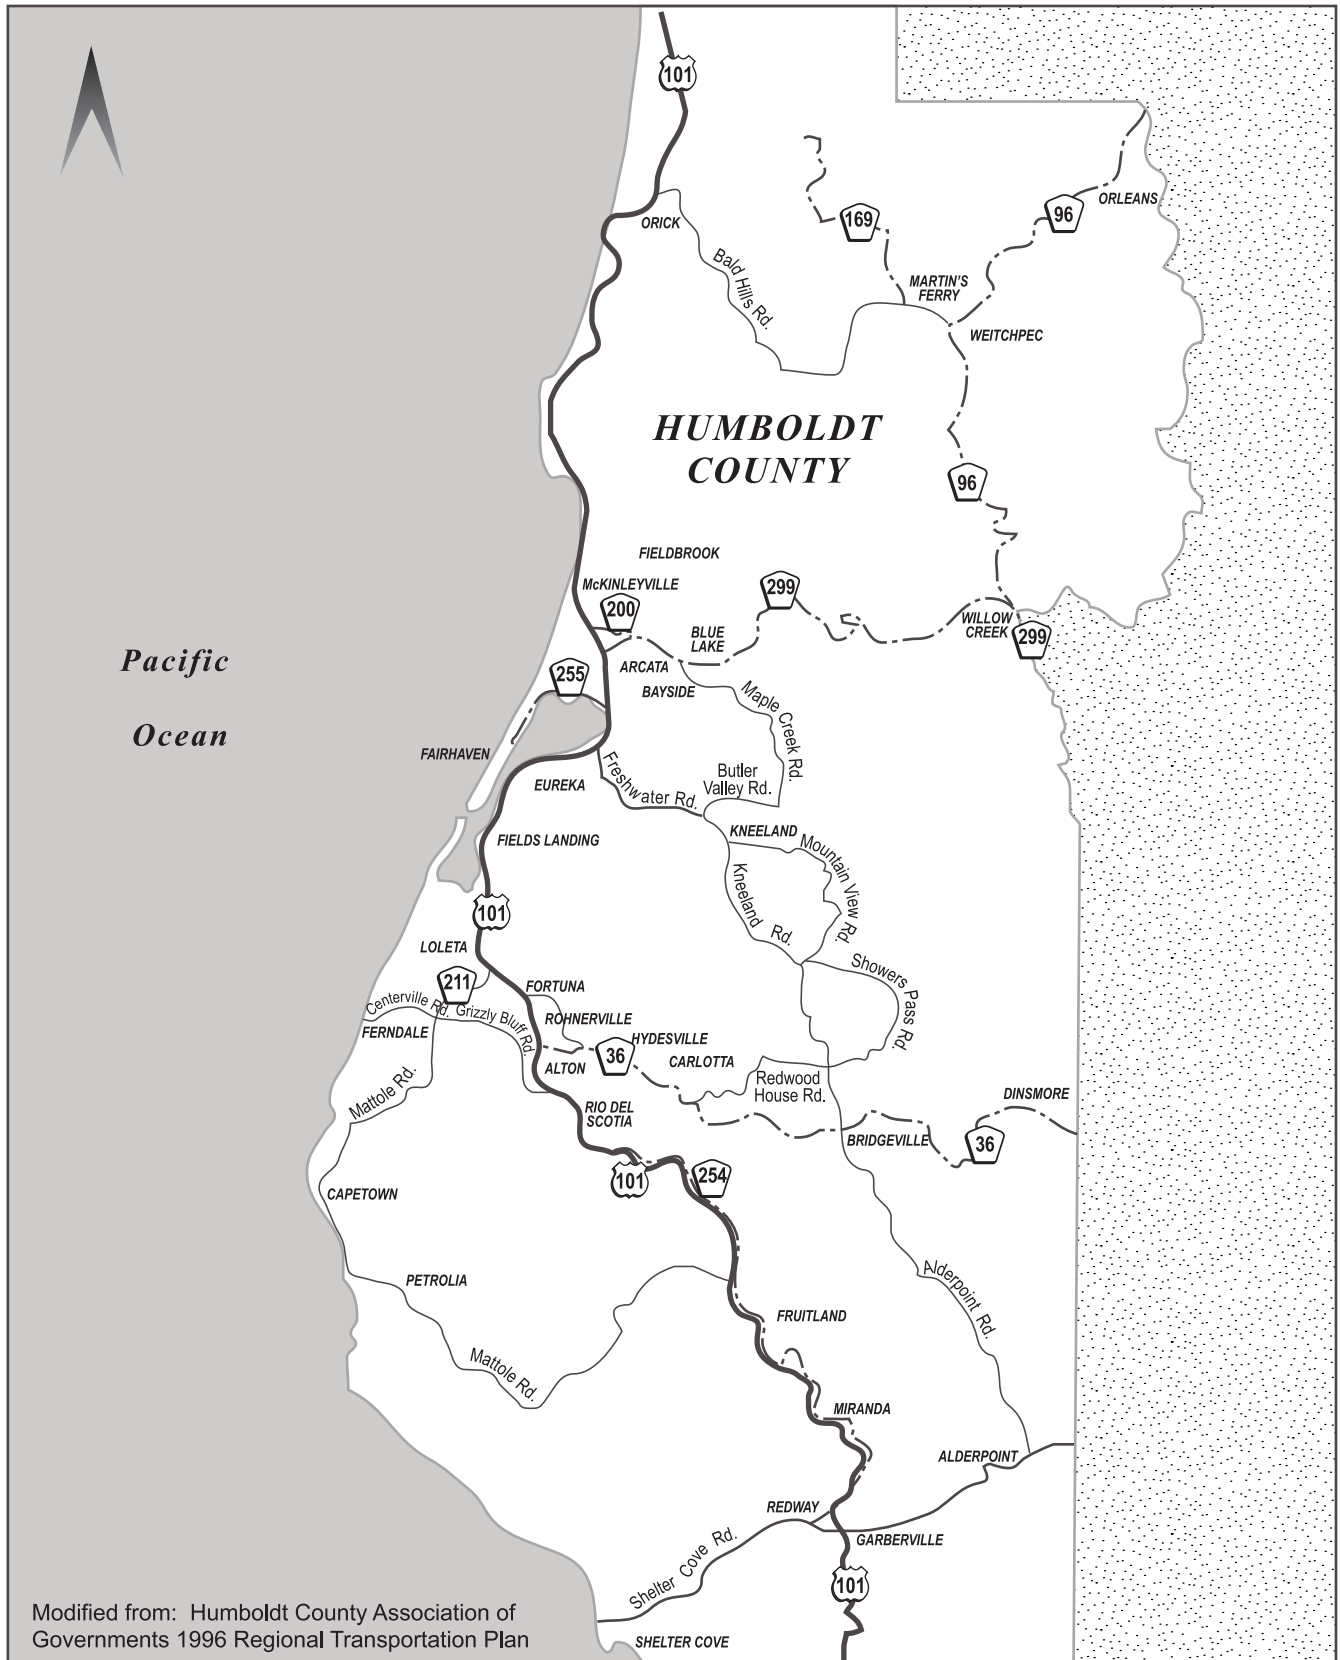 101
ORICK
169
96
ORLEANS
Bald Hills Rd.
MARTIN'S
FERRY
WEITCHPEC
HUMBOLDT
COUNTY
96
FIELDBROOK
McKINLEYVILLE
200
299
BLUE
LAKE
WILLOW
CREEK
299
Pacific
Ocean
255
ARCATA
BAYSIDE
Maple Creek Rd.
FAIRHAVEN
EUREKA
Freshwater Rd.
Butler
Valley Rd.
FIELDS LANDING
KNEELAND
Mountain View Rd.
Kneeland Rd.
101
LOLETA
211
FORTUNA
Showers Pass Rd.
Centerville Rd.
Grizzly Bluff Rd.
FERNDALE
ROHNERVILLE
HYDESVILLE
36
ALTON
CARLOTTA
Redwood
House Rd.
Mattole Rd.
RIO DEL
SCOTIA
DINSMORE
BRIDGEVILLE
36
101
254
CAPETOWN
PETROLIA
Alderpoint Rd.
FRUITLAND
Mattole Rd.
MIRANDA
ALDERPOINT
REDWAY
GARBERVILLE
Shelter Cove Rd.
101
SHELTER COVE
Modified from: Humboldt County Association of
Governments 1996 Regional Transportation Plan